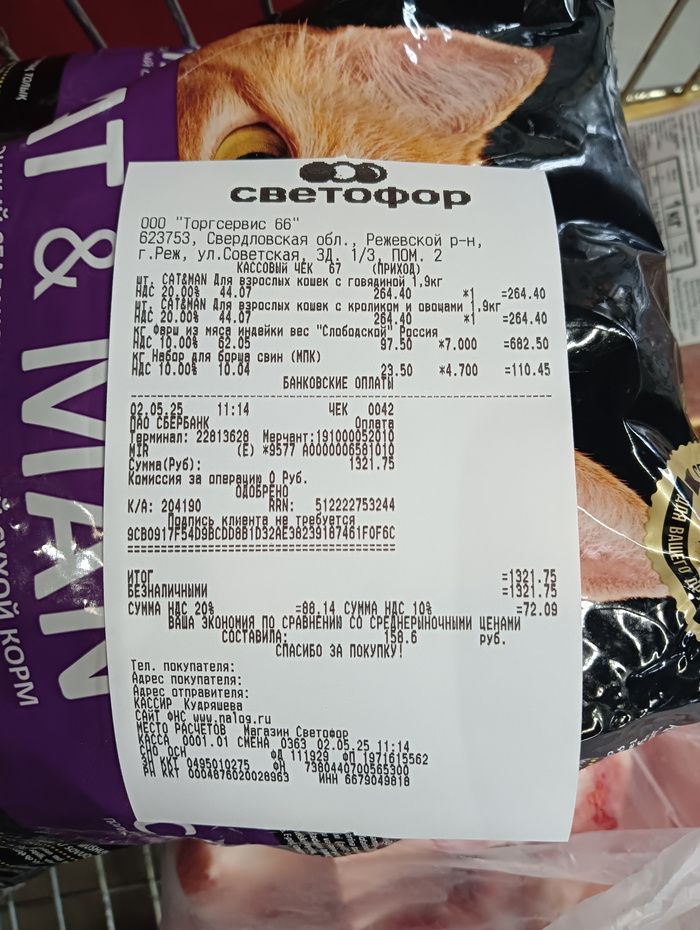 светофор
ООО "Торгсервис 66"
623753, Свердловская обл., Режевской р-н,
г.Реж, ул.Советская, ЗД. 1/3, ПОМ. 2
КАССОВЫЙ ЧЕК 67 (ПРИХОД)
шт. CAT&MAN Для взрослых кошек с говядиной 1,9кг
НДС 20.00% 44.07 264.40 *1 =264.40
шт. CAT&MAN Для взрослых кошек с кроликом и овощами 1,9кг
НДС 20.00% 44.07 264.40 *1 =264.40
кг Фарш из мяса индейки вес "Слободской" Россия
НДС 10.00% 62.05 97.50 *7.000 =682.50
кг Набор для борща свин (МПК)
НДС 10.00% 10.04 23.50 *4.700 =110.45
БАНКОВСКИЕ ОПЛАТЫ
02.05.25 11:14 ЧЕК 0042
ПАО СБЕРБАНК Оплата
Терминал: 22813628 Мерчант:191000052010
MIR (E) *9577 A0000006581010
Сумма(Руб): 1321.75
Комиссия за операцию 0 Руб.
ОДОБРЕНО
К/А: 204190 RRN: 512222753244
Подпись клиента не требуется
9CB0917F54D9BCDD8B1D32AE38239187461F0F6C
ИТОГ =1321.75
БЕЗНАЛИЧНЫМИ =1321.75
СУММА НДС 20% =88.14 СУММА НДС 10% =72.09
ВАША ЭКОНОМИЯ ПО СРАВНЕНИЮ СО СРЕДНЕРЫНОЧНЫМИ ЦЕНАМИ
СОСТАВИЛА: 158.6 руб.
СПАСИБО ЗА ПОКУПКУ!
Тел. покупателя:
Адрес покупателя:
Адрес отправителя:
КАССИР Кудряшева
САЙТ ФНС www.nalog.ru
МЕСТО РАСЧЕТОВ Магазин Светофор
КАССА 0001.01 СМЕНА 0363 02.05.25 11:14
СНО ОСН ФД 111929 ФП 1971615562
ЗН ККТ 0495010275 ФН 7380440700565300
РН ККТ 0004876020028963 ИНН 6679049818
AT & MAN
СУХОЙ КОРМ
ДЛЯ ВАШЕГО
1 кг